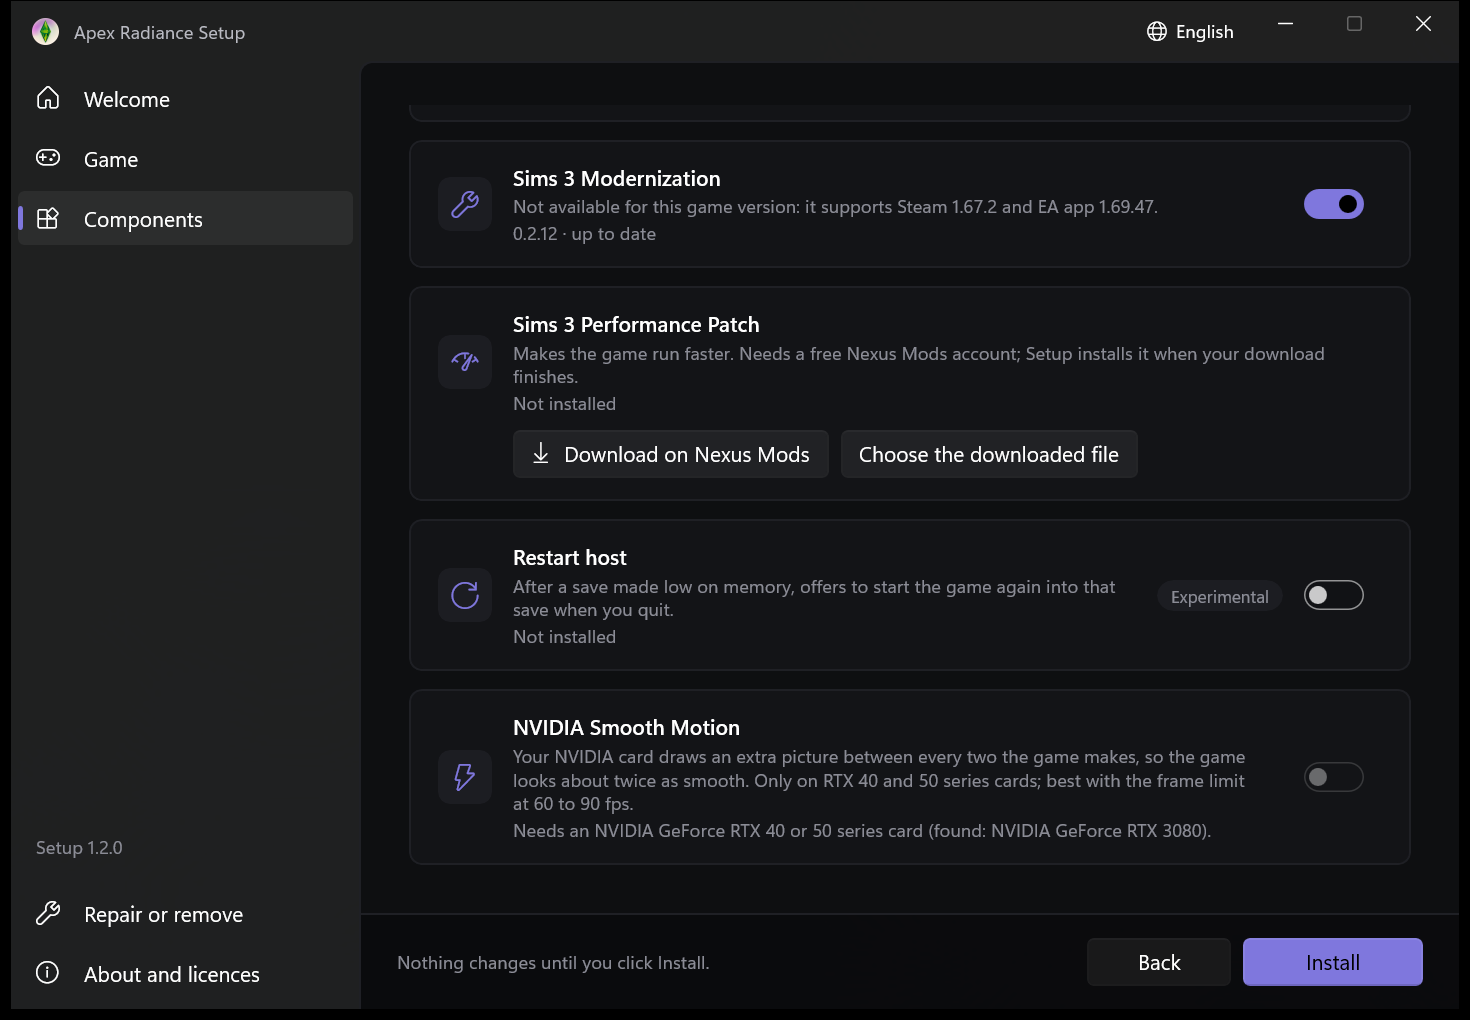 Apex Radiance Setup
English
Welcome
Game
Components
Setup 1.2.0
Repair or remove
About and licences
Sims 3 Modernization
Not available for this game version: it supports Steam 1.67.2 and EA app 1.69.47.
0.2.12 · up to date
Sims 3 Performance Patch
Makes the game run faster. Needs a free Nexus Mods account; Setup installs it when your download
finishes.
Not installed
Download on Nexus Mods
Choose the downloaded file
Restart host
After a save made low on memory, offers to start the game again into that
save when you quit.
Not installed
Experimental
NVIDIA Smooth Motion
Your NVIDIA card draws an extra picture between every two the game makes, so the game
looks about twice as smooth. Only on RTX 40 and 50 series cards; best with the frame limit
at 60 to 90 fps.
Needs an NVIDIA GeForce RTX 40 or 50 series card (found: NVIDIA GeForce RTX 3080).
Nothing changes until you click Install.
Back
Install